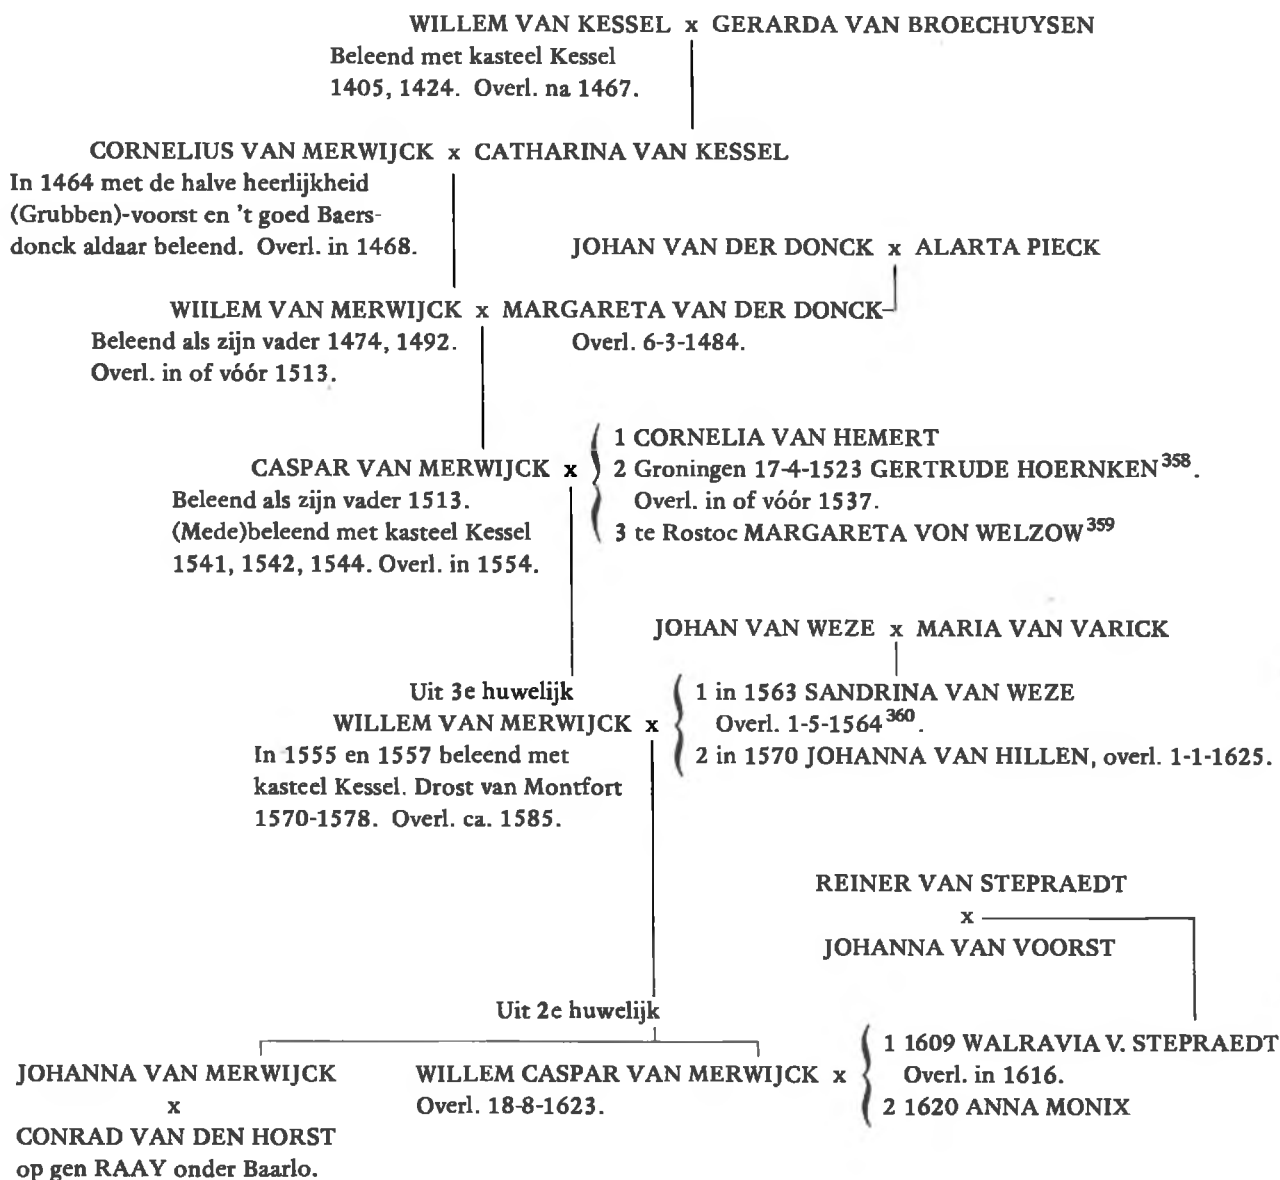 WILLEM VAN KESSEL x GERARDA VAN BROECHUYSEN
Beleend met kasteel Kessel
1405, 1424. Overl. na 1467.
CORNELIUS VAN MERWIJCK x CATHARINA VAN KESSEL
In 1464 met de halve heerlijkheid
(Grubben)-voorst en 't goed Baers-
donck aldaar beleend. Overl. in 1468.
JOHAN VAN DER DONCK x ALARTA PIECK
WIILEM VAN MERWIJCK x MARGARETA VAN DER DONCK
Beleend als zijn vader 1474, 1492.
Overl. in of vóór 1513.
Overl. 6-3-1484.
CASPAR VAN MERWIJCK x
Beleend als zijn vader 1513.
(Mede)beleend met kasteel Kessel
1541, 1542, 1544. Overl. in 1554.
1 CORNELIA VAN HEMERT
2 Groningen 17-4-1523 GERTRUDE HOERNKEN358.
Overl. in of vóór 1537.
3 te Rostoc MARGARETA VON WELZOW359
JOHAN VAN WEZE x MARIA VAN VARICK
Uit 3e huwelijk
WILLEM VAN MERWIJCK x
In 1555 en 1557 beleend met
kasteel Kessel. Drost van Montfort
1570-1578. Overl. ca. 1585.
1 in 1563 SANDRINA VAN WEZE
Overl. 1-5-1564360.
2 in 1570 JOHANNA VAN HILLEN, overl. 1-1-1625.
REINER VAN STEPRAEDT
x
JOHANNA VAN VOORST
Uit 2e huwelijk
JOHANNA VAN MERWIJCK
x
CONRAD VAN DEN HORST
op gen RAAY onder Baarlo.
WILLEM CASPAR VAN MERWIJCK x
Overl. 18-8-1623.
1 1609 WALRAVIA V. STEPRAEDT
Overl. in 1616.
2 1620 ANNA MONIX